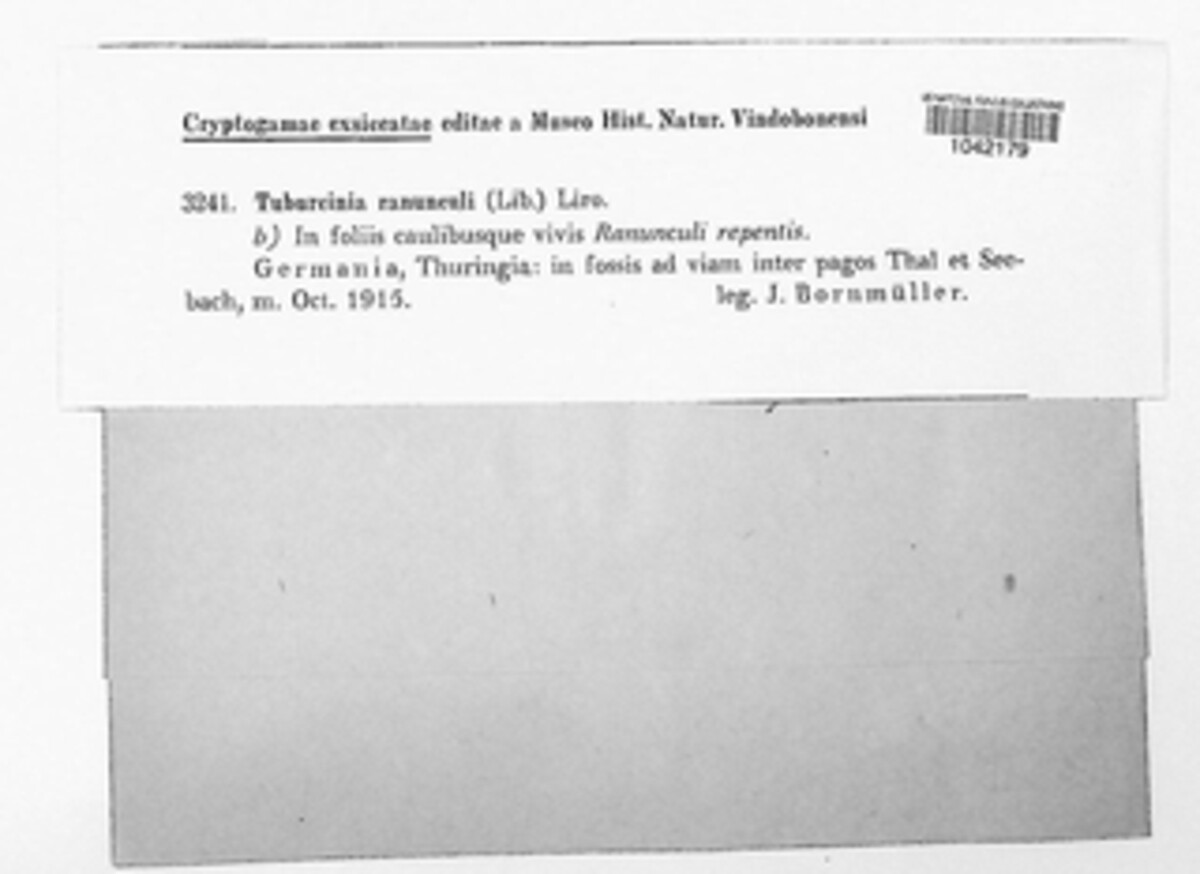 Cryptogamae exsiccatae editae a Museo Hist. Natur. Vindobonensi
1042179
3241. Tuburcinia ranunculi (Lib.) Liro.
b) In foliis caulibusque vivis Ranunculi repentis.
Germania, Thuringia: in fossis ad viam inter pagos Thal et See-
bach, m. Oct. 1915. leg. J. Bornmüller.